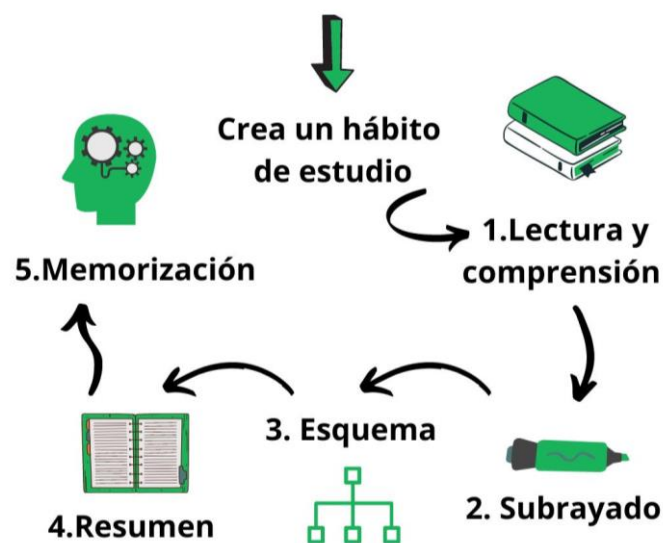 Crea un hábito
de estudio
1.Lectura y
comprensión
2. Subrayado
3. Esquema
4.Resumen
5.Memorización